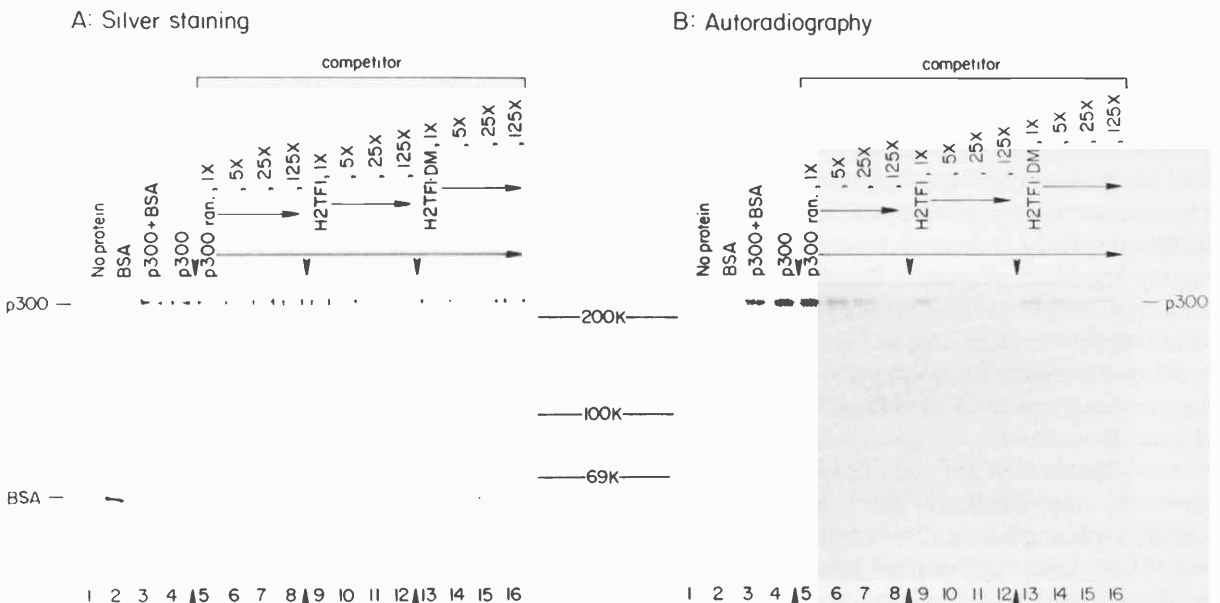 A: Silver staining
competitor
No protein
BSA
p300+BSA
p300
p300 ran., 1X
, 5X
, 25X
, 125X
H2TF1, 1X
, 5X
, 25X
, 125X
H2TF1-DM, 1X
, 5X
, 25X
, 125X
p300 —
BSA —
1 2 3 4 5 6 7 8 9 10 11 12 13 14 15 16
200K
100K
69K
B: Autoradiography
competitor
No protein
BSA
p300+BSA
p300
p300 ran., 1X
, 5X
, 25X
, 125X
H2TF1, 1X
, 5X
, 25X
, 125X
H2TF1-DM, 1X
, 5X
, 25X
, 125X
— p300
1 2 3 4 5 6 7 8 9 10 11 12 13 14 15 16